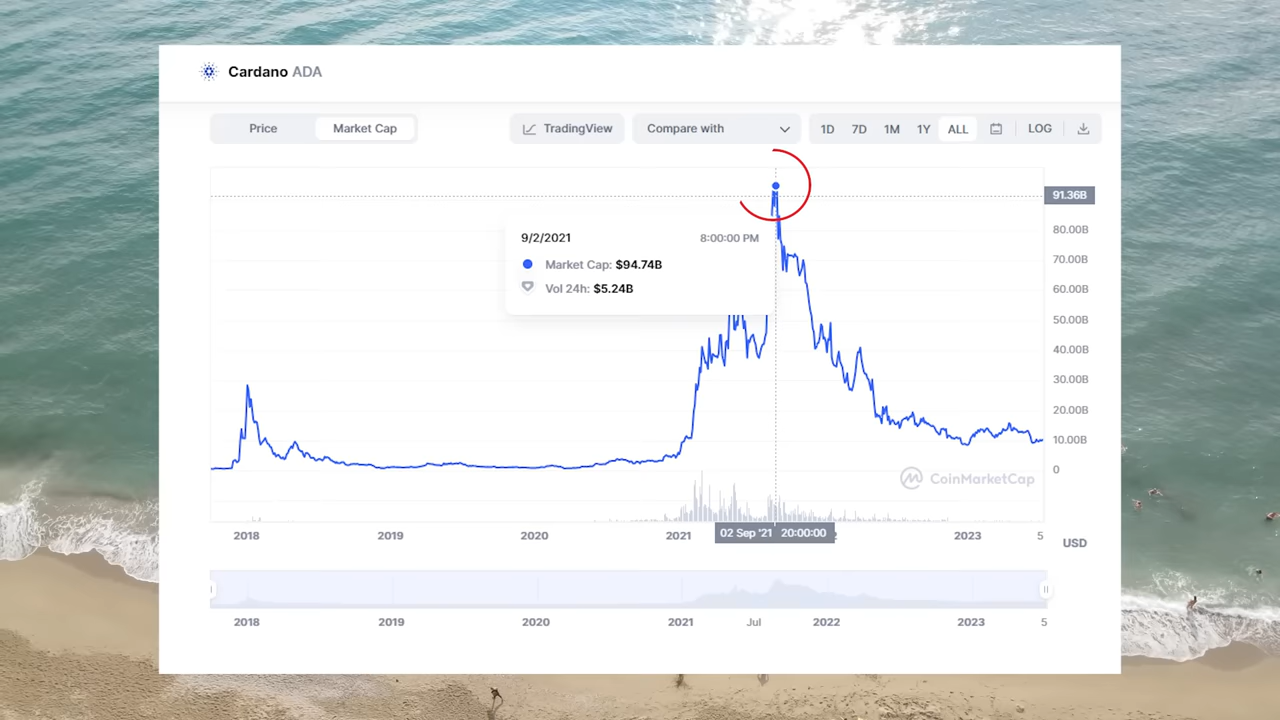 Cardano ADA
Price Market Cap TradingView Compare with 1D 7D 1M 1Y ALL LOG
91.36B
80.00B
9/2/2021 8:00:00 PM
70.00B
Market Cap: $94.74B
Vol 24h: $5.24B
60.00B
50.00B
40.00B
30.00B
20.00B
10.00B
0
CoinMarketCap
02 Sep '21 20:00:00
2018 2019 2020 2021 2023 5
USD
2018 2019 2020 2021 Jul 2022 2023 5